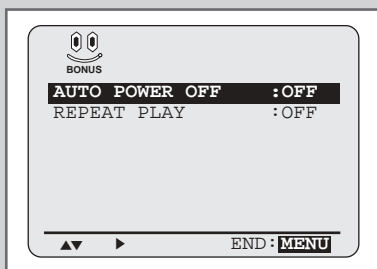 BONUS
AUTO POWER OFF :OFF
REPEAT PLAY :OFF
▲▼ ▶ END:MENU